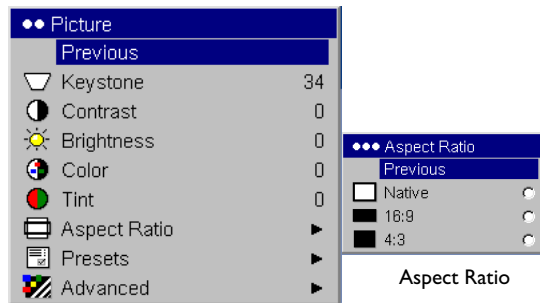 Picture
Previous
Keystone 34
Contrast 0
Brightness 0
Color 0
Tint 0
Aspect Ratio
Presets
Advanced
Aspect Ratio
Previous
Native
16:9
4:3
Aspect Ratio